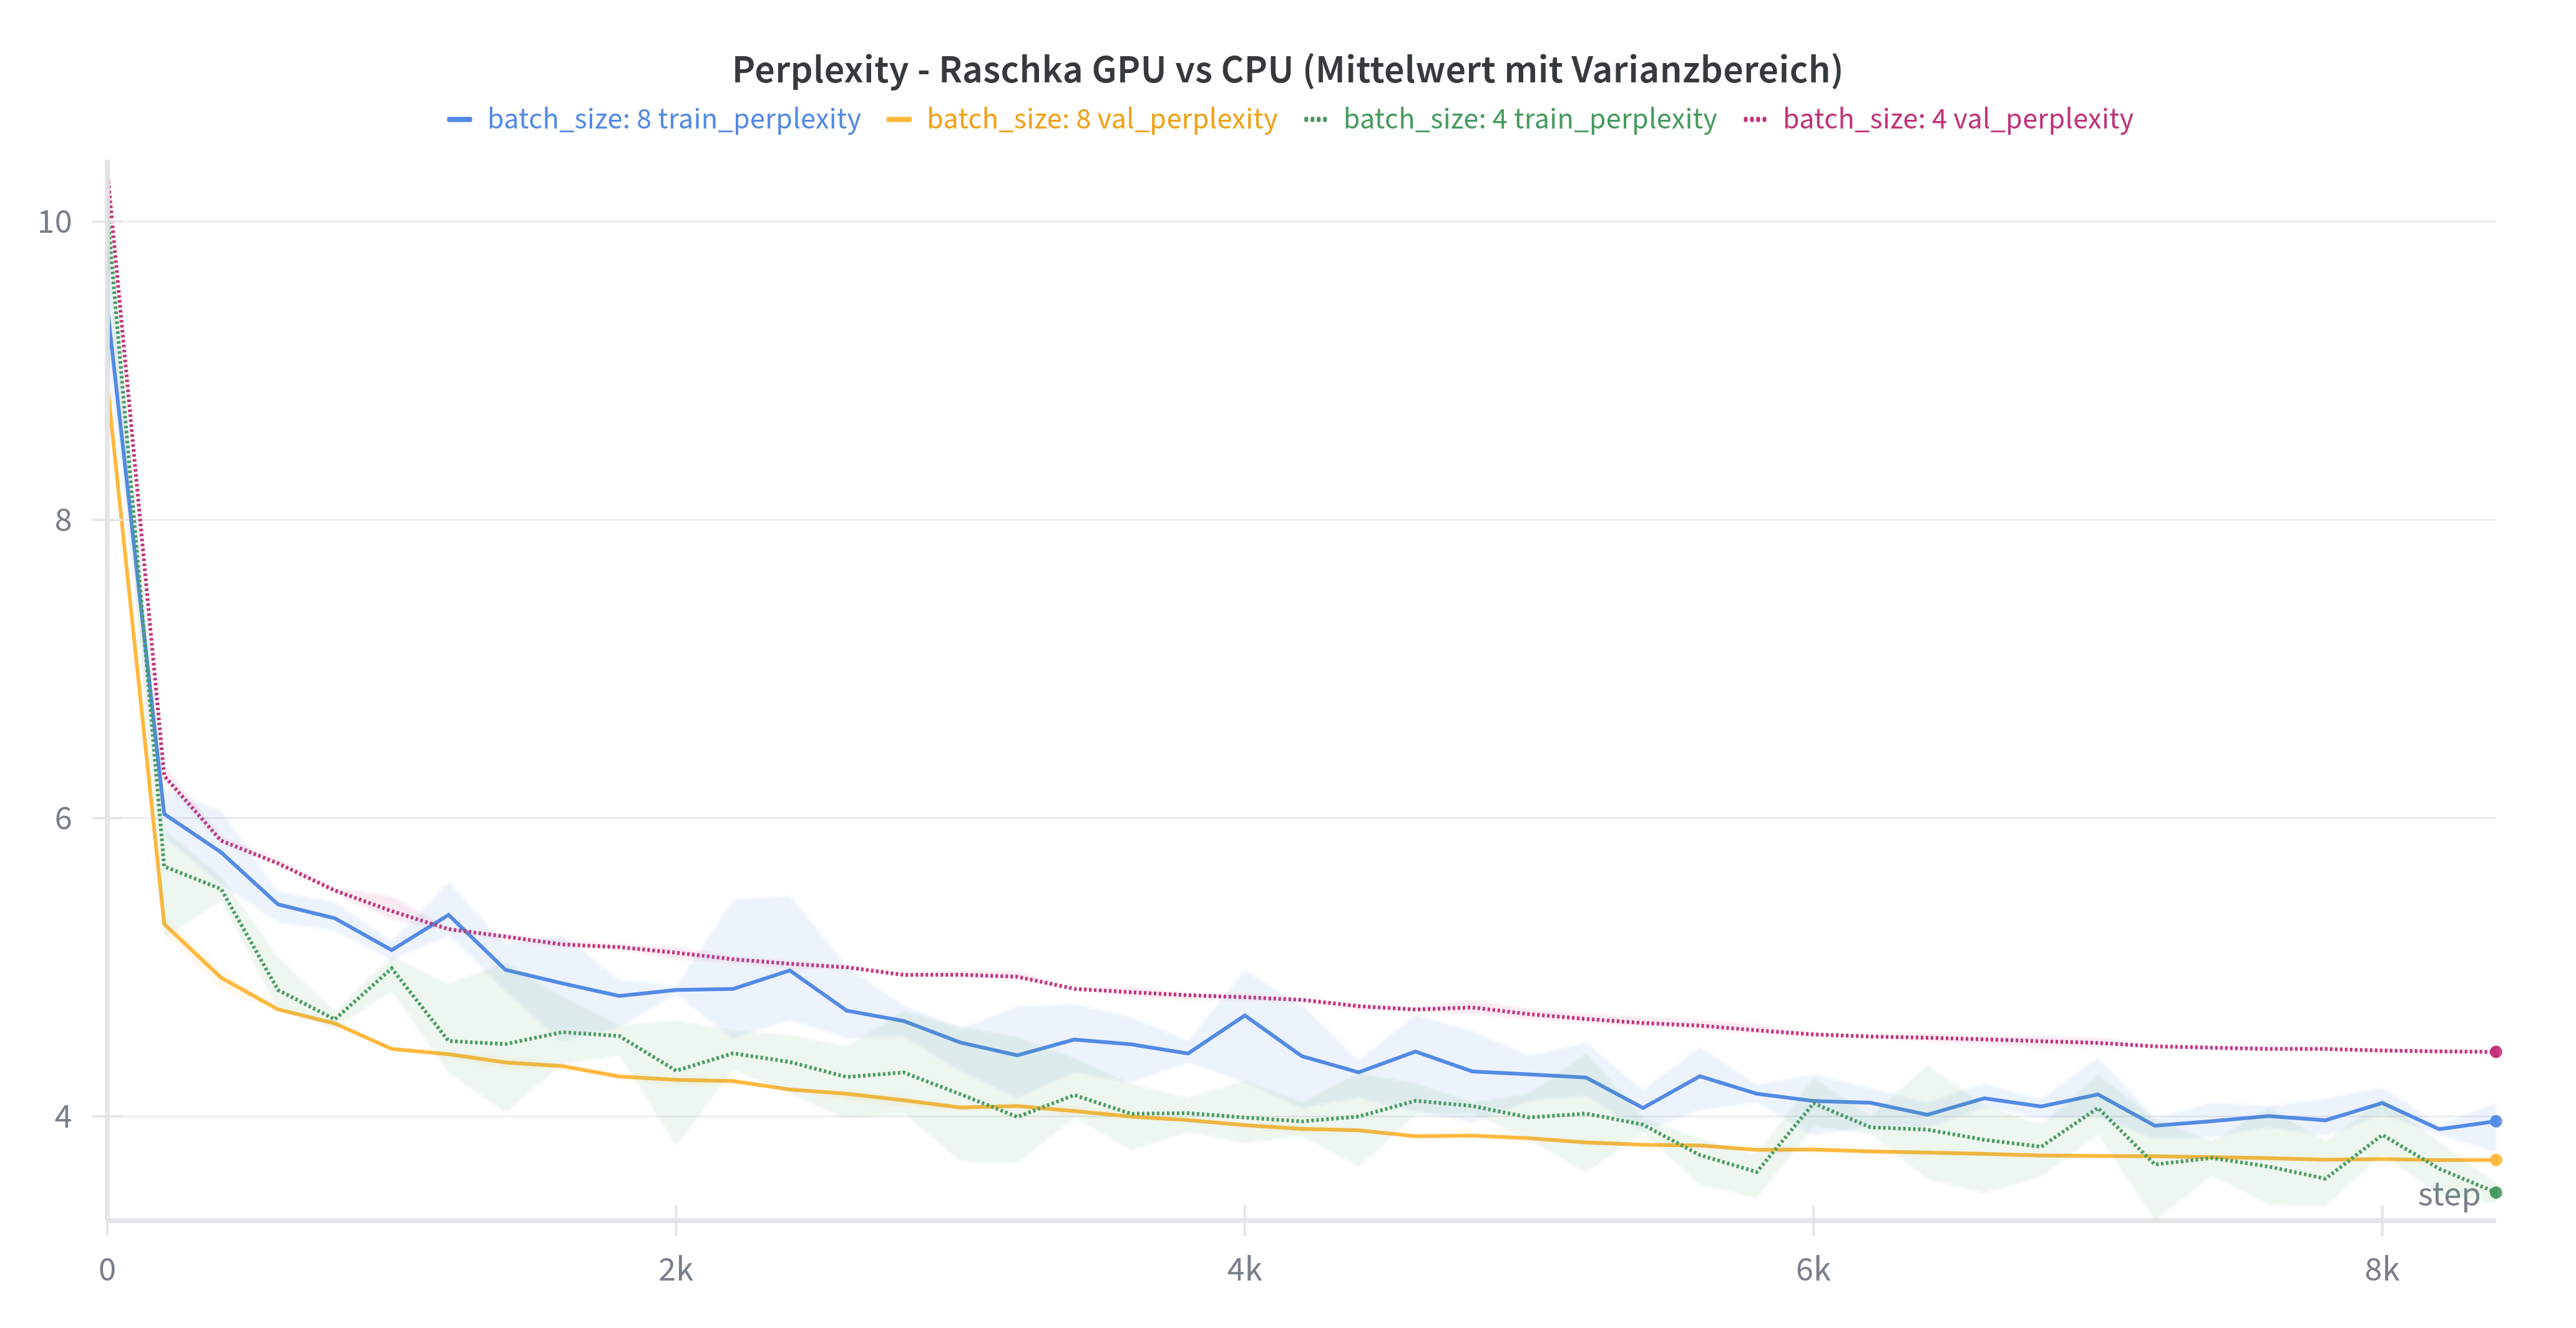 Perplexity - Raschka GPU vs CPU (Mittelwert mit Varianzbereich)
batch_size: 8 train_perplexity batch_size: 8 val_perplexity batch_size: 4 train_perplexity batch_size: 4 val_perplexity
10
8
6
4
step
0 2k 4k 6k 8k